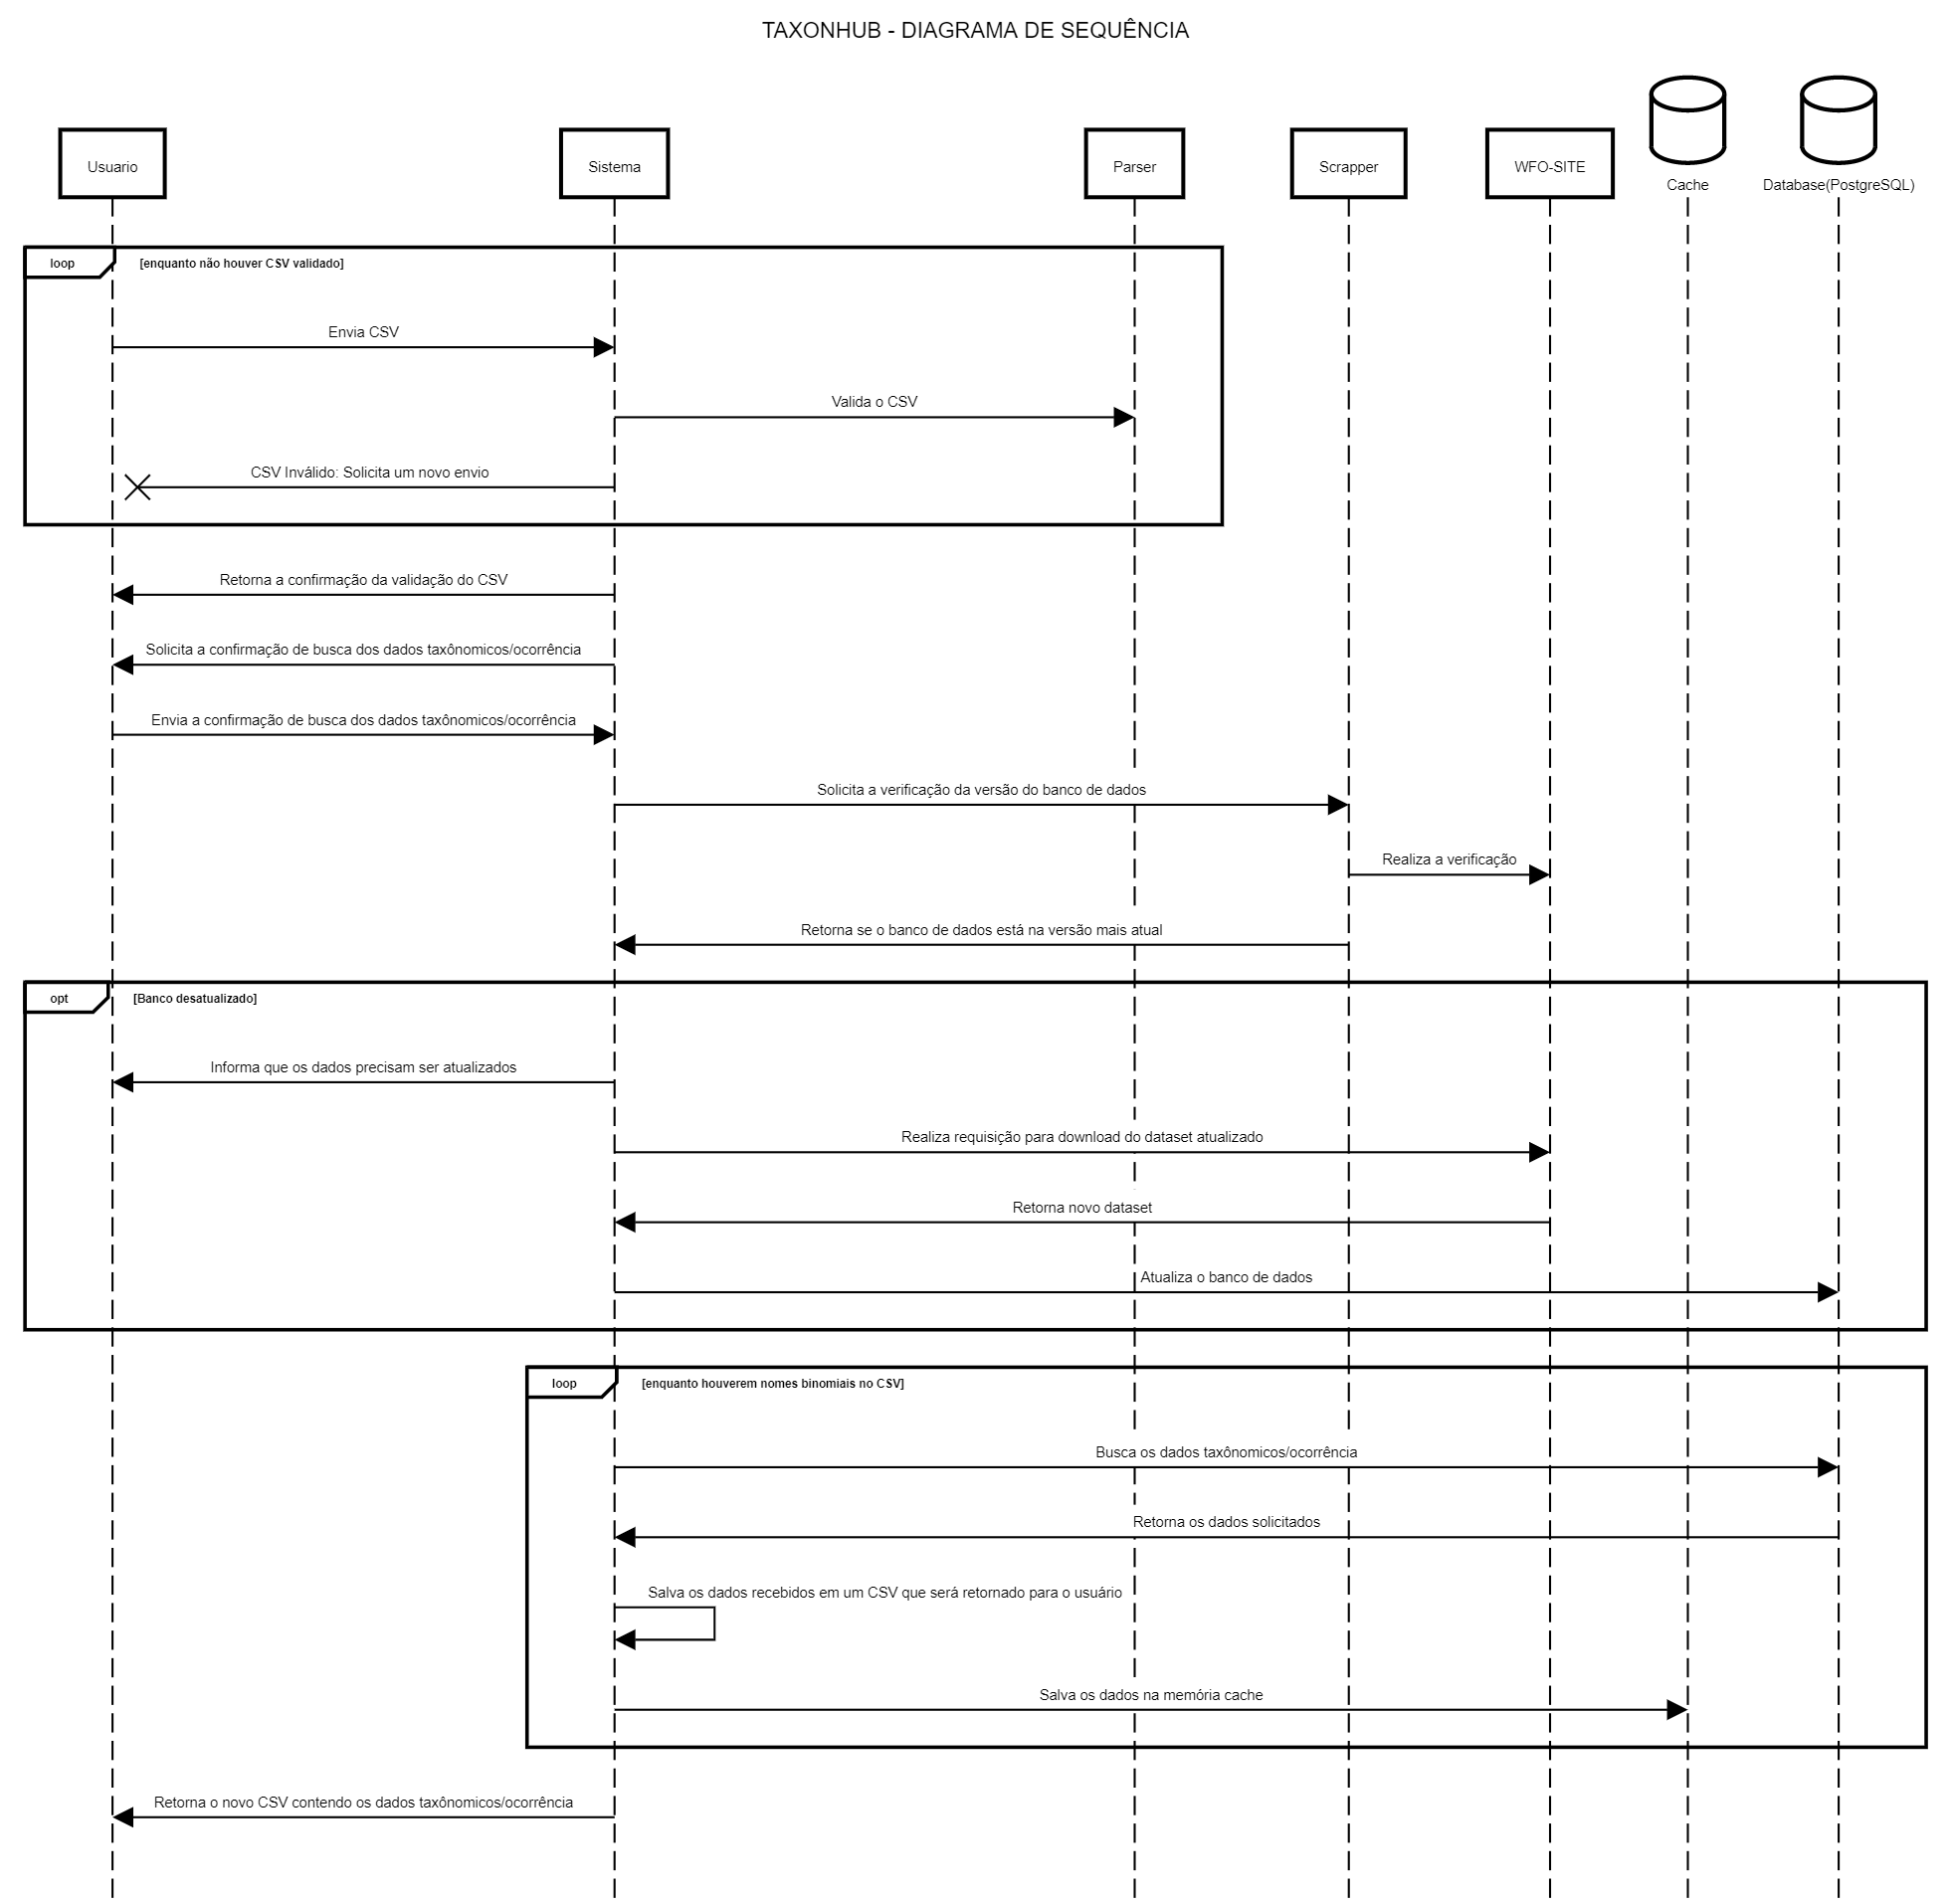 TAXONHUB - DIAGRAMA DE SEQUÊNCIA
Usuario
Sistema
Parser
Scrapper
WFO-SITE
Cache
Database(PostgreSQL)
loop
[enquanto não houver CSV validado]
Envia CSV
Valida o CSV
CSV Inválido: Solicita um novo envio
Retorna a confirmação da validação do CSV
Solicita a confirmação de busca dos dados taxônomicos/ocorrência
Envia a confirmação de busca dos dados taxônomicos/ocorrência
Solicita a verificação da versão do banco de dados
Realiza a verificação
Retorna se o banco de dados está na versão mais atual
opt
[Banco desatualizado]
Informa que os dados precisam ser atualizados
Realiza requisição para download do dataset atualizado
Retorna novo dataset
Atualiza o banco de dados
loop
[enquanto houverem nomes binomiais no CSV]
Busca os dados taxônomicos/ocorrência
Retorna os dados solicitados
Salva os dados recebidos em um CSV que será retornado para o usuário
Salva os dados na memória cache
Retorna o novo CSV contendo os dados taxônomicos/ocorrência